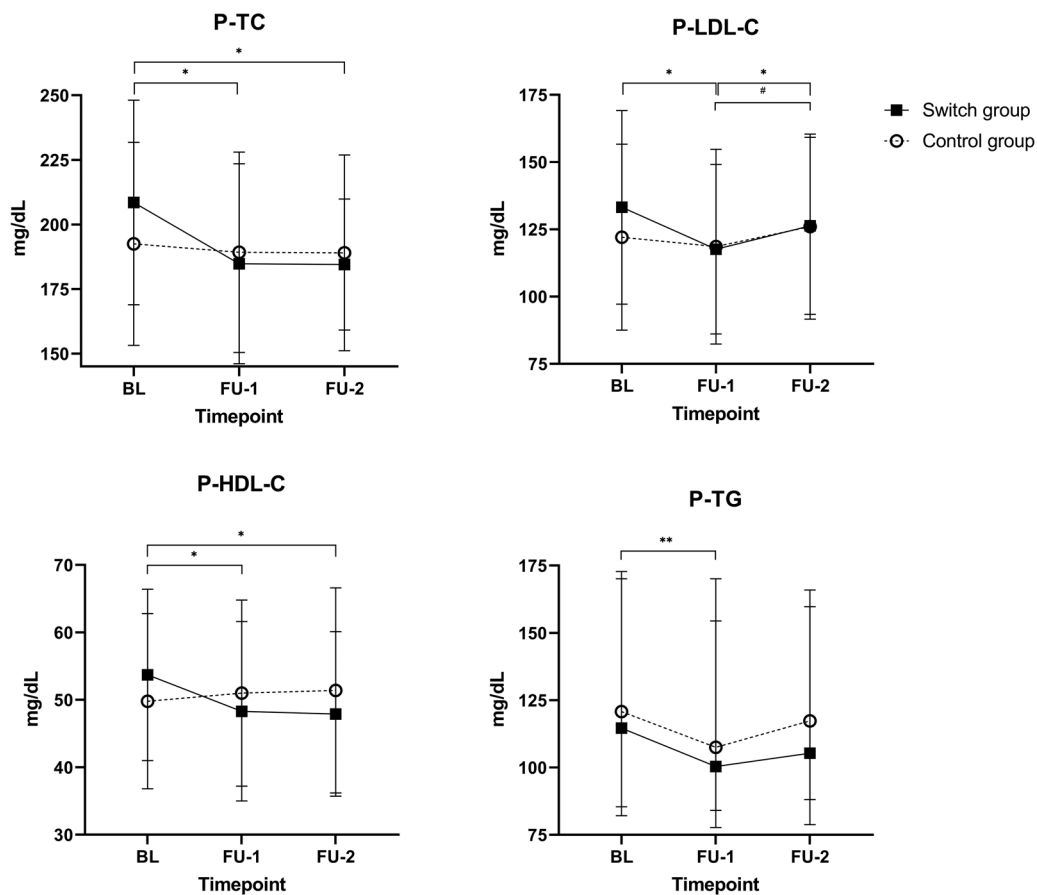 P-TC
*
*
250
225
200
175
150
mg/dL
BL FU-1 FU-2
Timepoint
P-LDL-C
* *
#
175
150
125
100
75
mg/dL
BL FU-1 FU-2
Timepoint
Switch group
Control group
P-HDL-C
*
*
70
60
50
40
30
mg/dL
BL FU-1 FU-2
Timepoint
P-TG
**
175
150
125
100
75
mg/dL
BL FU-1 FU-2
Timepoint